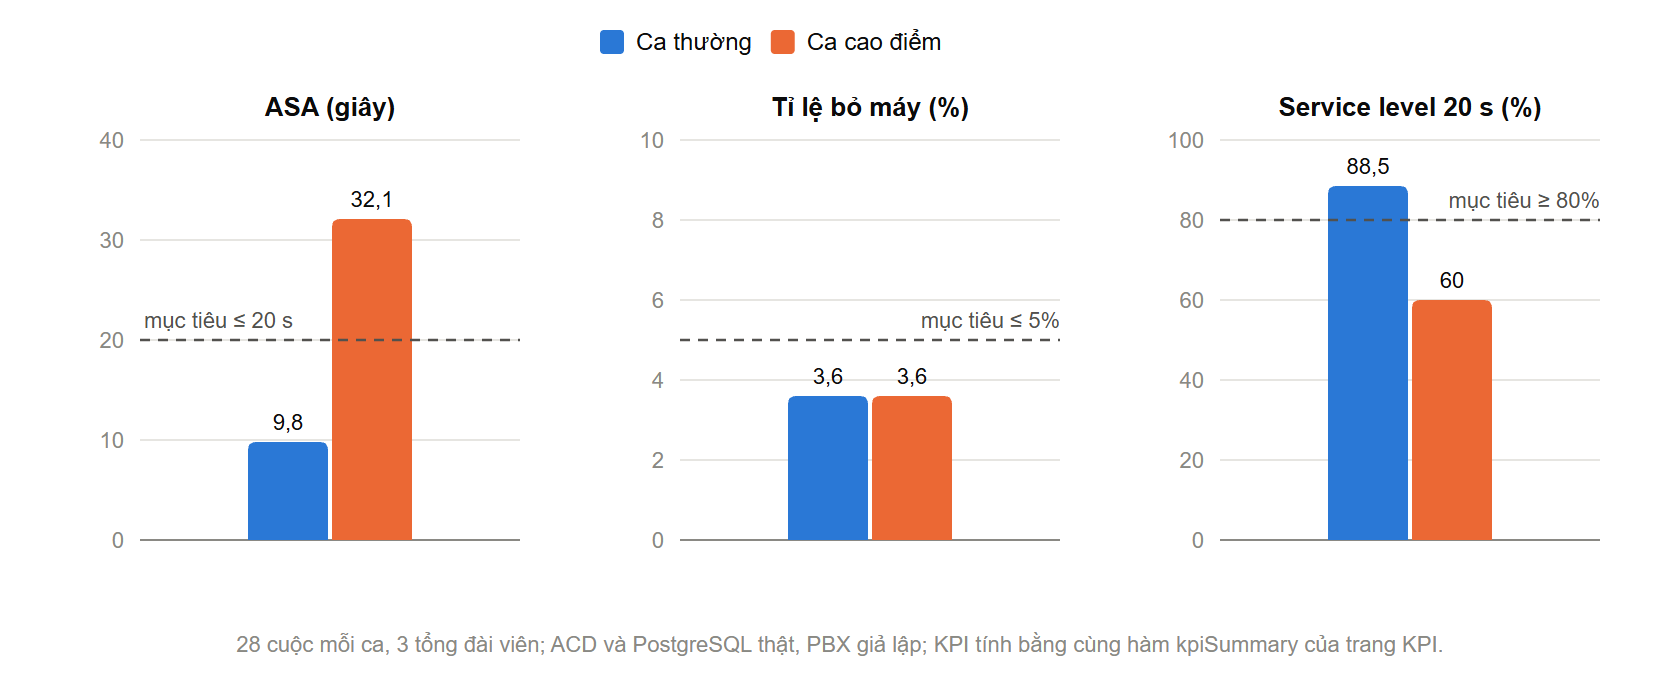 Ca thường
Ca cao điểm
ASA (giây)
40
30
20
10
0
mục tiêu ≤ 20 s
9,8
32,1
Tỉ lệ bỏ máy (%)
10
8
6
4
2
0
mục tiêu ≤ 5%
3,6
3,6
Service level 20 s (%)
100
80
60
40
20
0
mục tiêu ≥ 80%
88,5
60
28 cuộc mỗi ca, 3 tổng đài viên; ACD và PostgreSQL thật, PBX giả lập; KPI tính bằng cùng hàm kpiSummary của trang KPI.